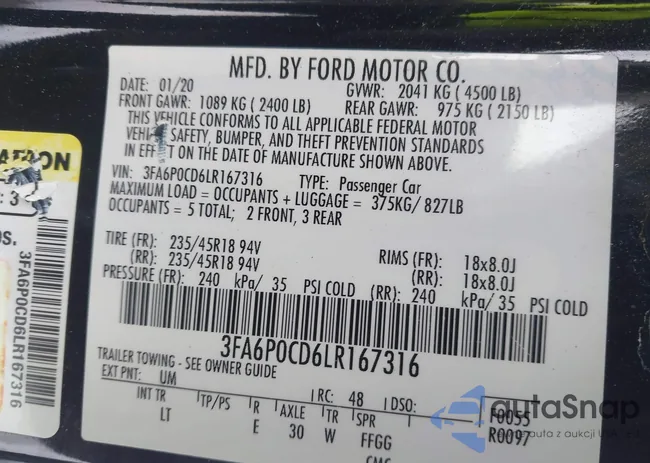 MFD. BY FORD MOTOR CO.
DATE: 01/20 GVWR: 2041 KG ( 4500 LB)
FRONT GAWR: 1089 KG ( 2400 LB) REAR GAWR: 975 KG ( 2150 LB)
THIS VEHICLE CONFORMS TO ALL APPLICABLE FEDERAL MOTOR
SAFETY, BUMPER, AND THEFT PREVENTION STANDARDS
IN ON THE DATE OF MANUFACTURE SHOWN ABOVE.
VIN: 3FA6P0CD6LR167316 TYPE: Passenger Car
MAXIMUM LOAD = OCCUPANTS + LUGGAGE = 375KG/ 827LB
OCCUPANTS = 5 TOTAL; 2 FRONT, 3 REAR
TIRE (FR): 235/45R18 94V RIMS (FR): 18x8.0J
(RR): 235/45R18 94V (RR): 18x8.0J
PRESSURE (FR): 240 kPa/ 35 PSI COLD (RR): 240 kPa/ 35 PSI COLD
3FA6P0CD6LR167316
TRAILER TOWING - SEE OWNER GUIDE
EXT PNT: UM RC: 48 DSO: F0055
INT TR TP/PS R AXLE TR SPR R0097
LT E 30 W FFGG
3
3FA6P0CD6LR167316
autaSnap